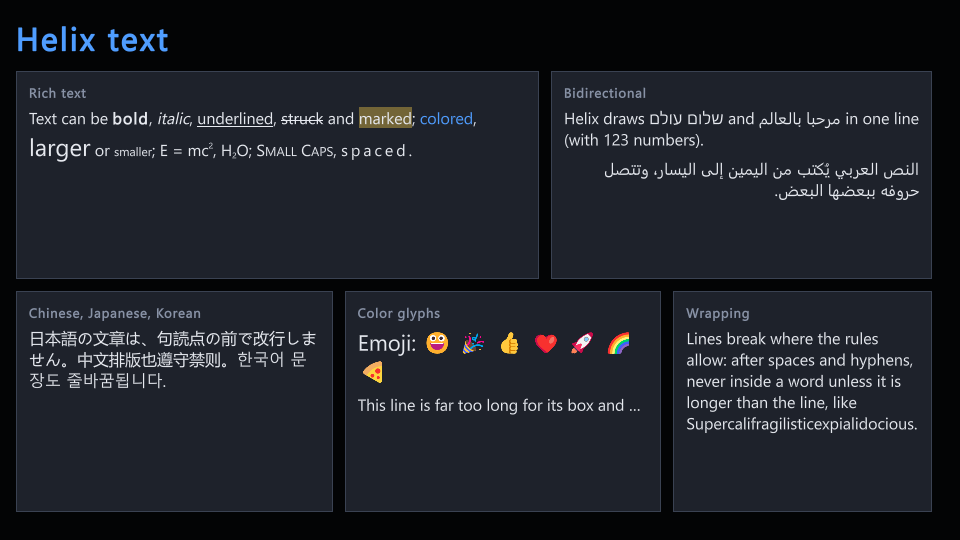 Helix text
Rich text
Text can be bold, italic, underlined, struck and marked; colored,
larger or smaller; E = mc², H₂O; SMALL CAPS, spaced.
Bidirectional
Helix draws שלום עולם and مرحبا بالعالم in one line
(with 123 numbers).
النص العربي يُكتب من اليمين إلى اليسار، وتتصل
حروفه ببعضها البعض.
Chinese, Japanese, Korean
日本語の文章は、句読点の前で改行しま
せん。中文排版也遵守禁则。한국어 문
장도 줄바꿈됩니다.
Color glyphs
Emoji: 😀 🎉 👍 ❤️ 🚀 🌈
🍕
This line is far too long for its box and …
Wrapping
Lines break where the rules
allow: after spaces and hyphens,
never inside a word unless it is
longer than the line, like
Supercalifragilisticexpialidocious.